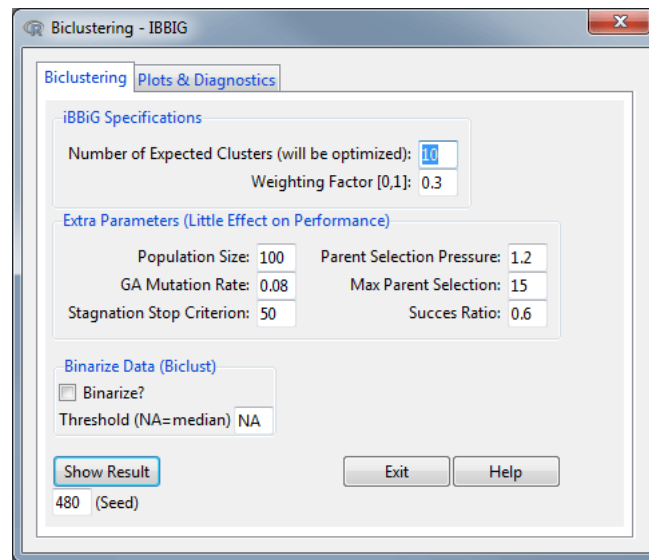 Biclustering - IBBIG
Biclustering Plots & Diagnostics
iBBiG Specifications
Number of Expected Clusters (will be optimized): 10
Weighting Factor [0,1]: 0.3
Extra Parameters (Little Effect on Performance)
Population Size: 100 Parent Selection Pressure: 1.2
GA Mutation Rate: 0.08 Max Parent Selection: 15
Stagnation Stop Criterion: 50 Succes Ratio: 0.6
Binarize Data (Biclust)
Binarize?
Threshold (NA=median) NA
Show Result Exit Help
480 (Seed)